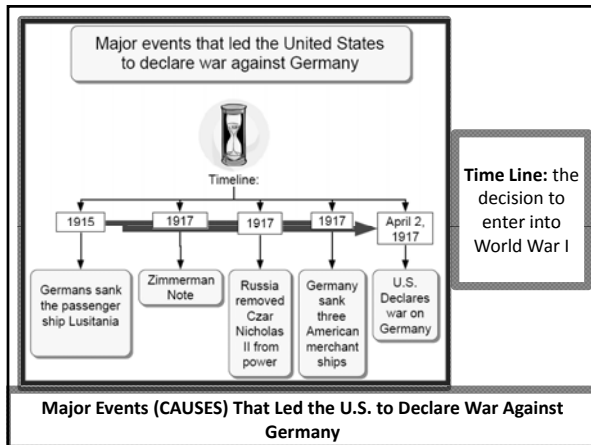 Major events that led the United States
to declare war against Germany
Timeline:
1915
1917
1917
1917
April 2,
1917
Germans sank
the passenger
ship Lusitania
Zimmerman
Note
Russia
removed
Czar
Nicholas
II from
power
Germany
sank
three
American
merchant
ships
U.S.
Declares
war on
Germany
Time Line: the
decision to
enter into
World War I
Major Events (CAUSES) That Led the U.S. to Declare War Against
Germany